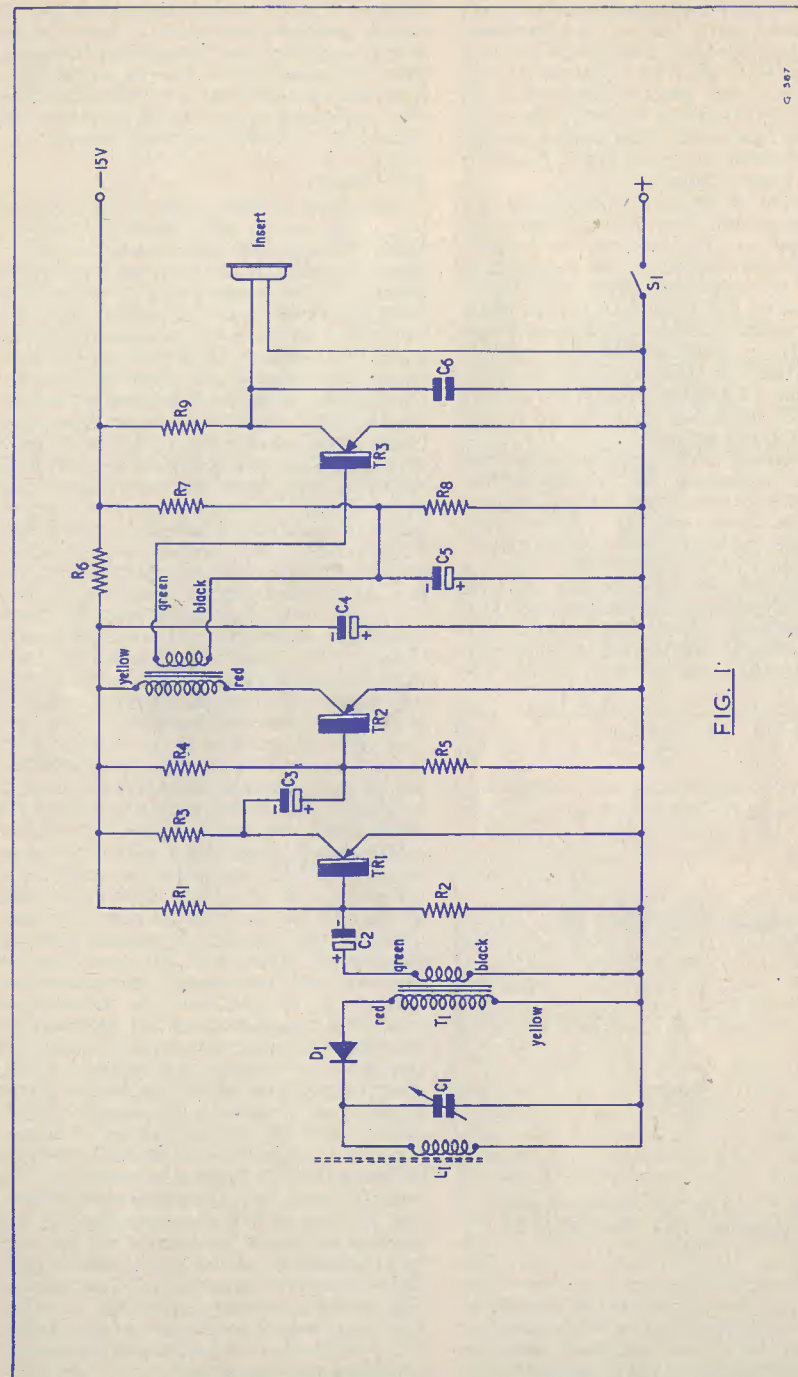 —15V
Insert
R9
C6
S1
+
TR3
R7
R8
R6
green
black
C5
−
+
C4
−
+
yellow
red
TR2
R4
R5
C3
−
+
R3
TR1
R1
R2
C2
-
+
green
black
red
T1
yellow
D1
C1
L1
FIG. 1
G 387